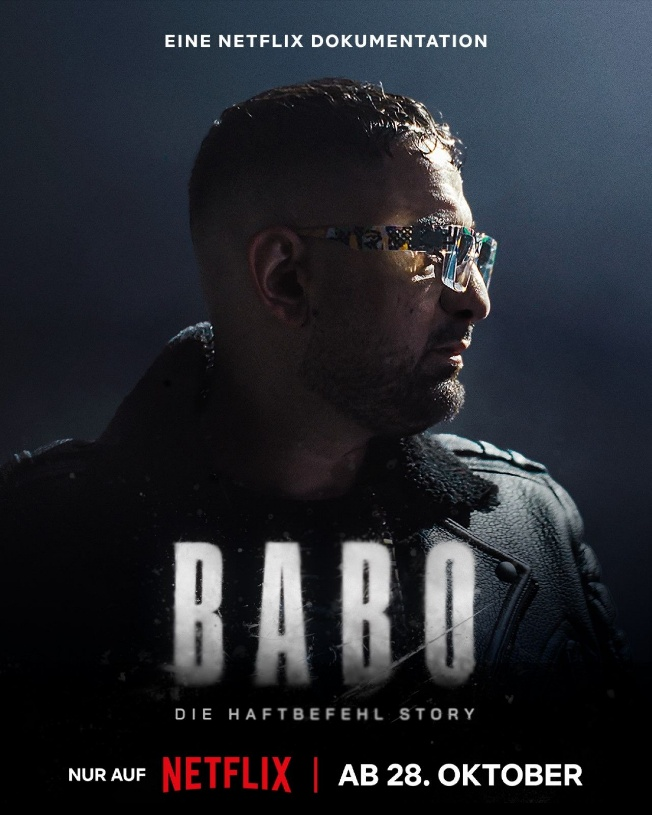 EINE NETFLIX DOKUMENTATION
BABO
DIE HAFTBEFEHL STORY
NUR AUF NETFLIX | AB 28. OKTOBER